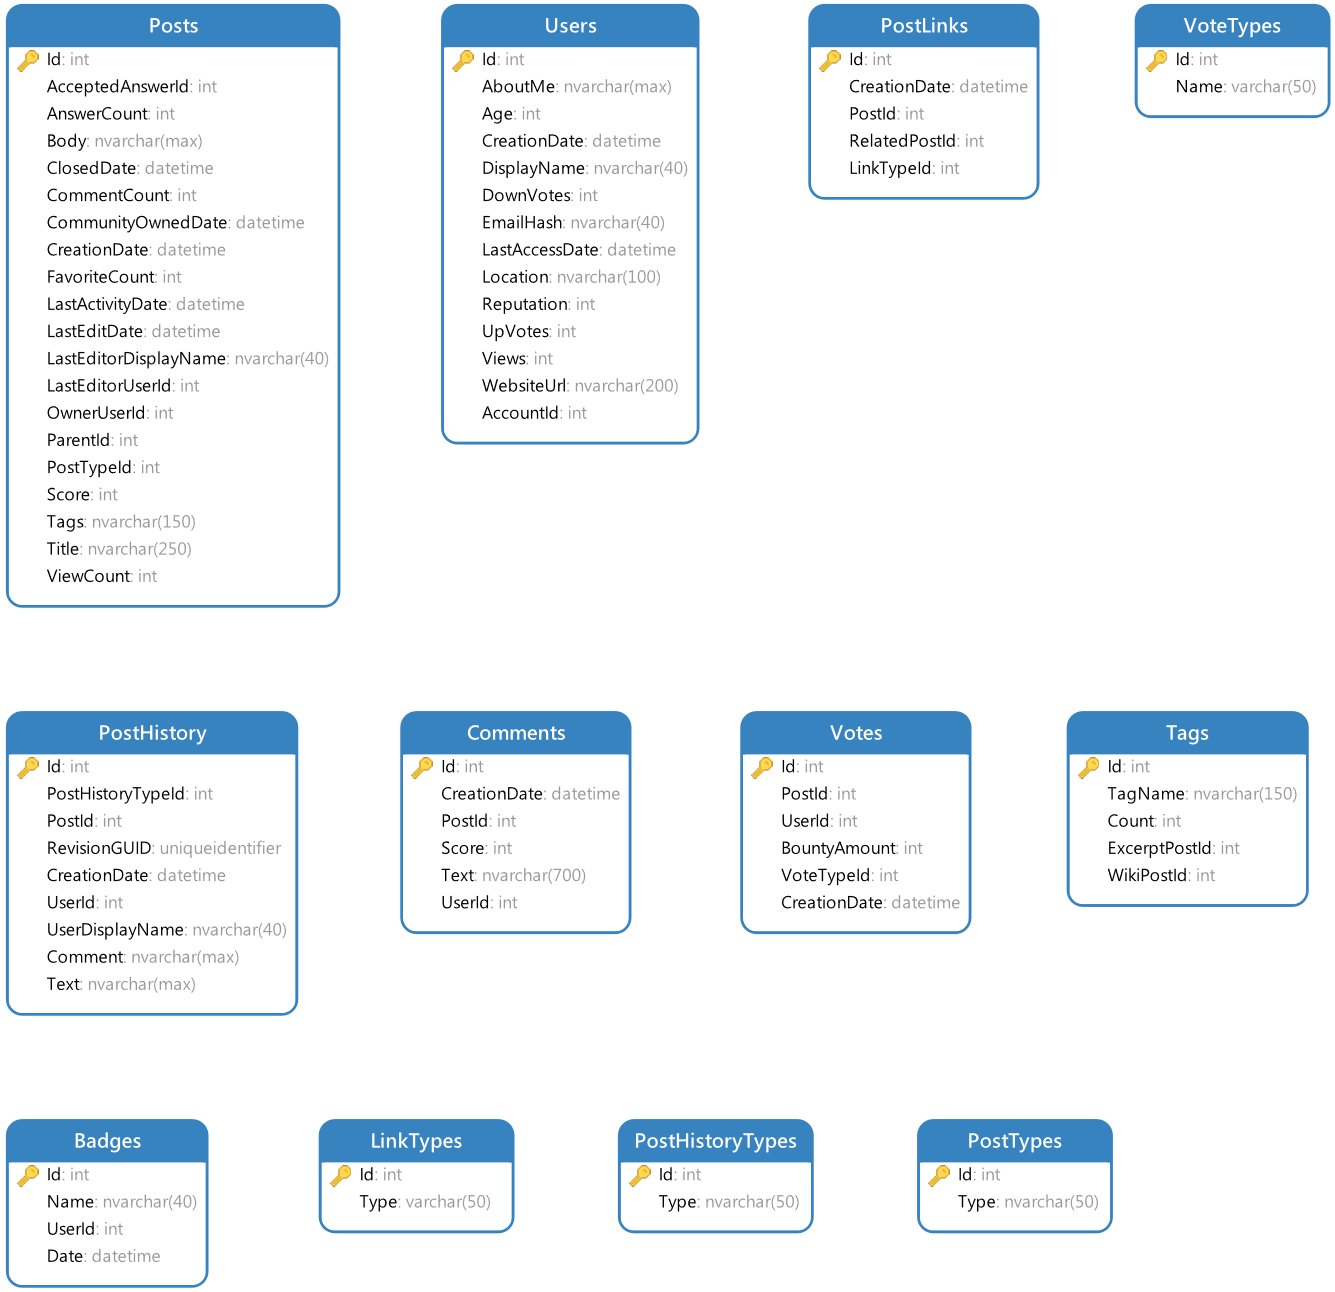 Posts
Id: int
AcceptedAnswerId: int
AnswerCount: int
Body: nvarchar(max)
ClosedDate: datetime
CommentCount: int
CommunityOwnedDate: datetime
CreationDate: datetime
FavoriteCount: int
LastActivityDate: datetime
LastEditDate: datetime
LastEditorDisplayName: nvarchar(40)
LastEditorUserId: int
OwnerUserId: int
ParentId: int
PostTypeId: int
Score: int
Tags: nvarchar(150)
Title: nvarchar(250)
ViewCount: int
Users
Id: int
AboutMe: nvarchar(max)
Age: int
CreationDate: datetime
DisplayName: nvarchar(40)
DownVotes: int
EmailHash: nvarchar(40)
LastAccessDate: datetime
Location: nvarchar(100)
Reputation: int
UpVotes: int
Views: int
WebsiteUrl: nvarchar(200)
AccountId: int
PostLinks
Id: int
CreationDate: datetime
PostId: int
RelatedPostId: int
LinkTypeId: int
VoteTypes
Id: int
Name: varchar(50)
PostHistory
Id: int
PostHistoryTypeId: int
PostId: int
RevisionGUID: uniqueidentifier
CreationDate: datetime
UserId: int
UserDisplayName: nvarchar(40)
Comment: nvarchar(max)
Text: nvarchar(max)
Comments
Id: int
CreationDate: datetime
PostId: int
Score: int
Text: nvarchar(700)
UserId: int
Votes
Id: int
PostId: int
UserId: int
BountyAmount: int
VoteTypeId: int
CreationDate: datetime
Tags
Id: int
TagName: nvarchar(150)
Count: int
ExcerptPostId: int
WikiPostId: int
Badges
Id: int
Name: nvarchar(40)
UserId: int
Date: datetime
LinkTypes
Id: int
Type: varchar(50)
PostHistoryTypes
Id: int
Type: nvarchar(50)
PostTypes
Id: int
Type: nvarchar(50)